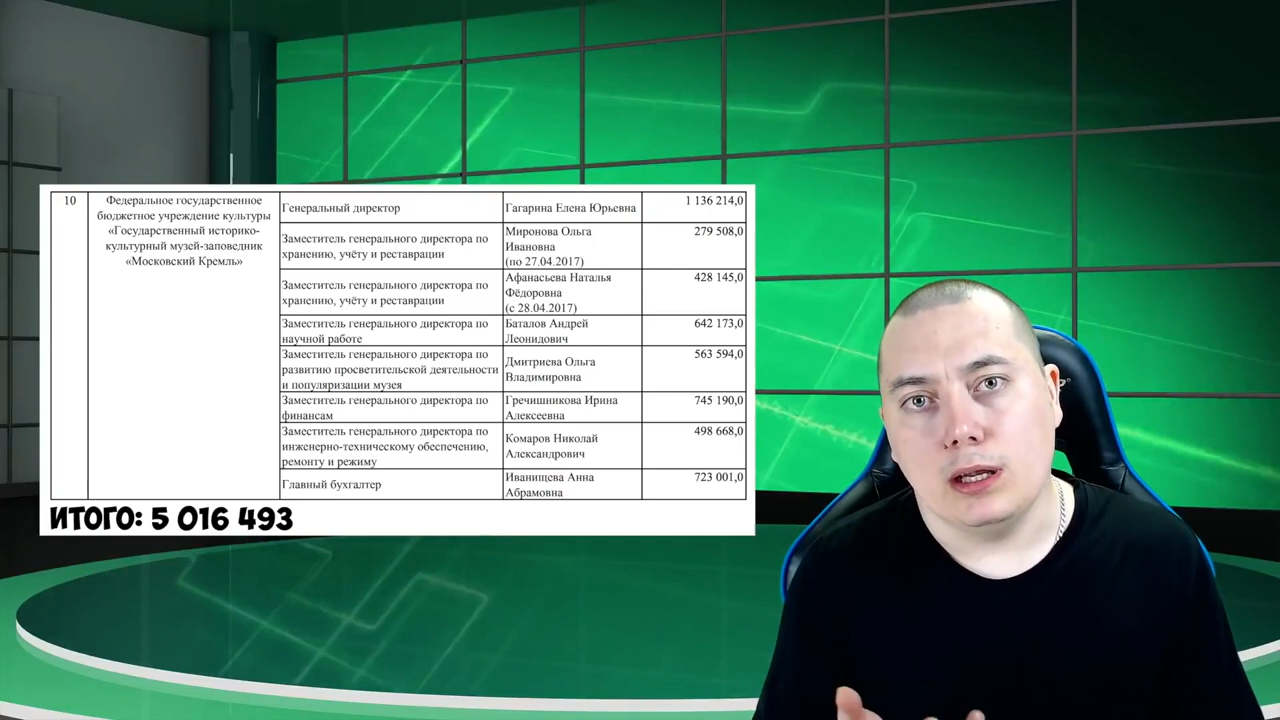 10
Федеральное государственное
бюджетное учреждение культуры
«Государственный историко-
культурный музей-заповедник
«Московский Кремль»
Генеральный директор
Гагарина Елена Юрьевна
1 136 214,0
Заместитель генерального директора по
хранению, учёту и реставрации
Миронова Ольга
Ивановна
(по 27.04.2017)
279 508,0
Заместитель генерального директора по
хранению, учёту и реставрации
Афанасьева Наталья
Фёдоровна
(с 28.04.2017)
428 145,0
Заместитель генерального директора по
научной работе
Баталов Андрей
Леонидович
642 173,0
Заместитель генерального директора по
развитию просветительской деятельности
и популяризации музея
Дмитриева Ольга
Владимировна
563 594,0
Заместитель генерального директора по
финансам
Гречишникова Ирина
Алексеевна
745 190,0
Заместитель генерального директора по
инженерно-техническому обеспечению,
ремонту и режиму
Комаров Николай
Александрович
498 668,0
Главный бухгалтер
Иванищева Анна
Абрамовна
723 001,0
ИТОГО: 5 016 493